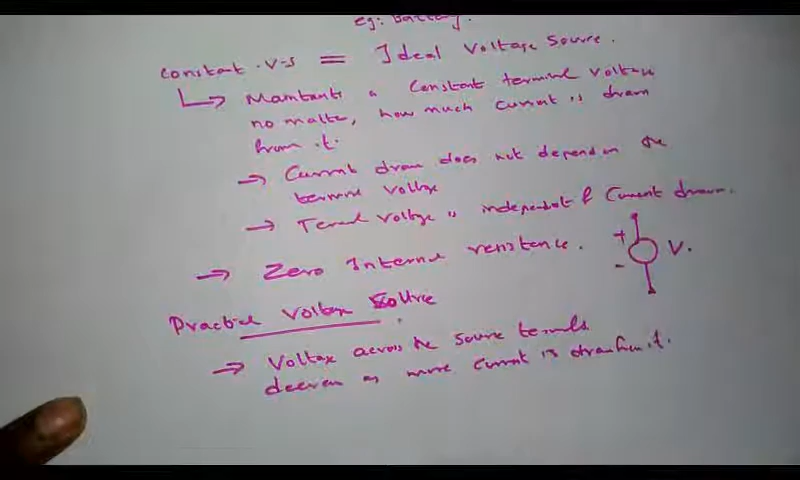 eg: Battery.
Constant V-S = Ideal Voltage Source.
Maintants a Constant terminal voltage
no matter, how much current is drawn
from it.
Current drawn does not depend on the
terminal voltage
Terminal voltage is independent of Current drawn.
Zero Internal resistance.
+
- V.
Practical Voltage Source
Voltage across the source terminals
decreases as more current is drawn from it.